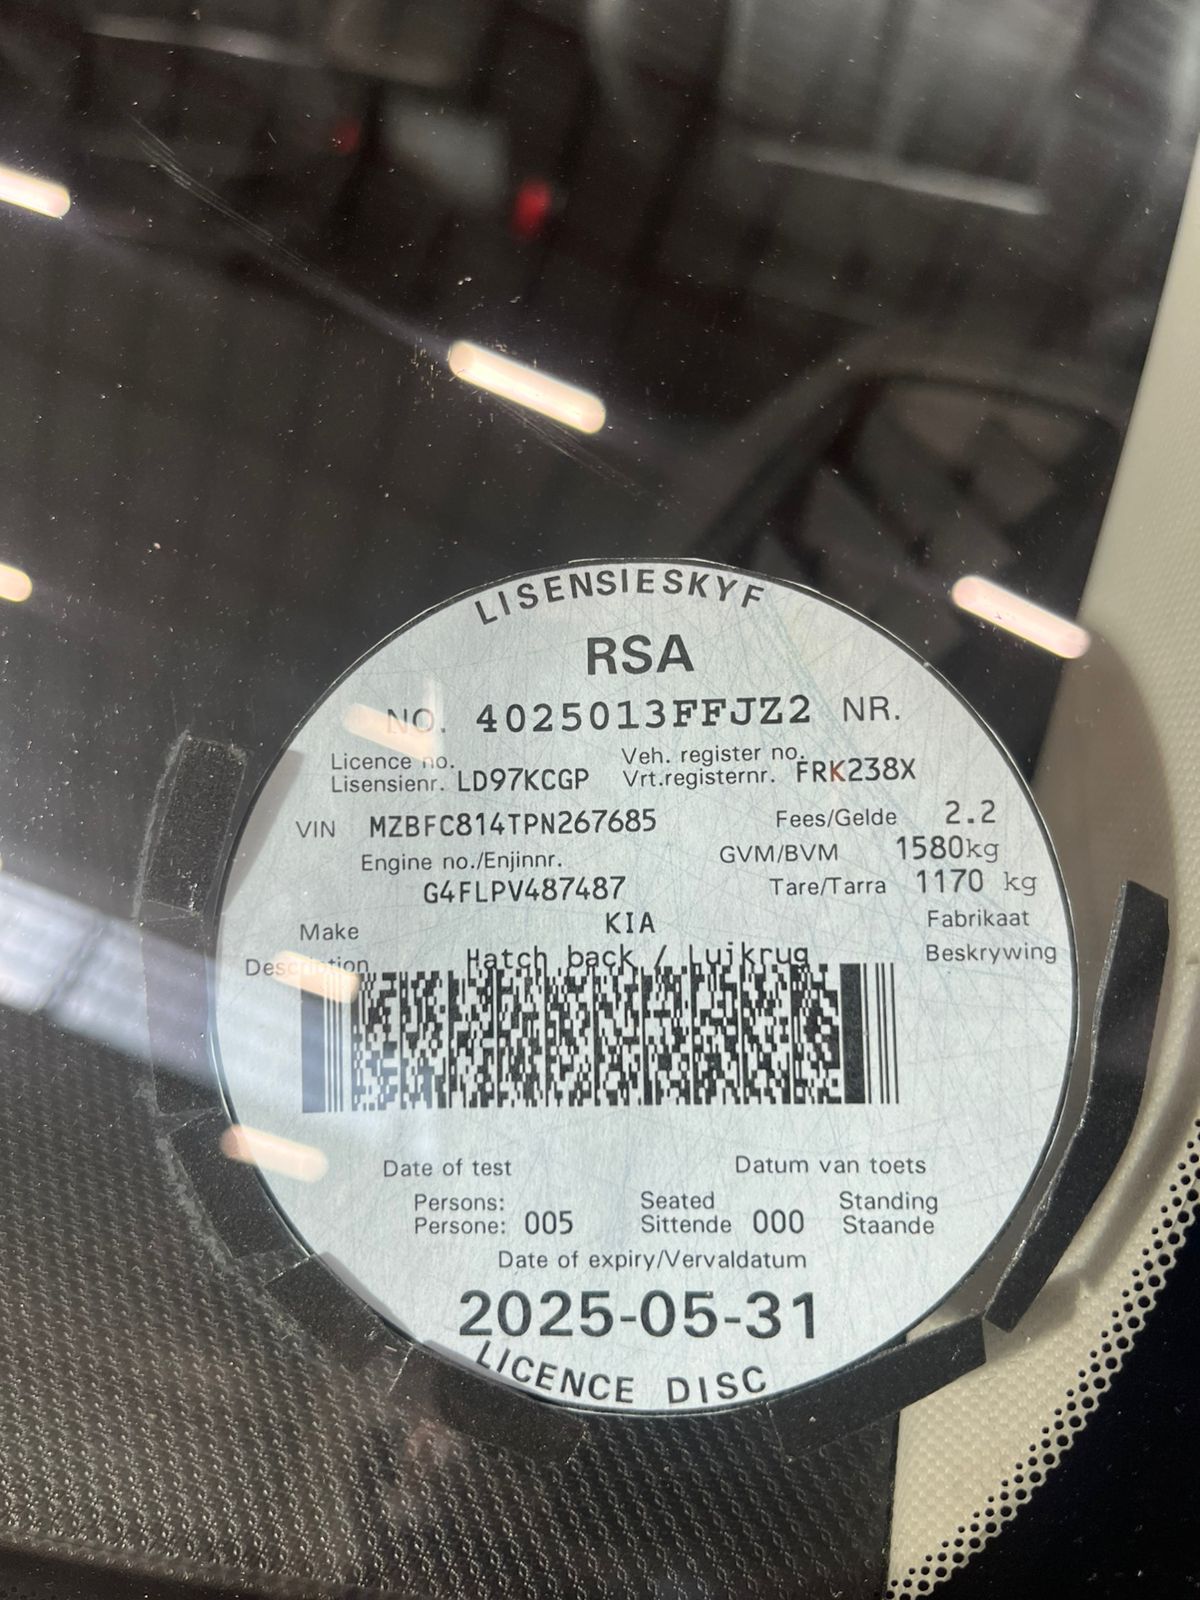 LISENSIESKYF
RSA
NO. 4025013FFJZ2 NR.
Licence no. Veh. register no.
Lisensienr. LD97KCGP Vrt.registernr. FRK238X
VIN MZBFC814TPN267685 Fees/Gelde 2.2
Engine no./Enjinnr. GVM/BVM 1580kg
G4FLPV487487 Tare/Tarra 1170 kg
Make KIA Fabrikaat
Description Hatch back / Luikrug Beskrywing
Date of test Datum van toets
Persons: Seated Standing
Persone: 005 Sittende 000 Staande
Date of expiry/Vervaldatum
2025-05-31
LICENCE DISC